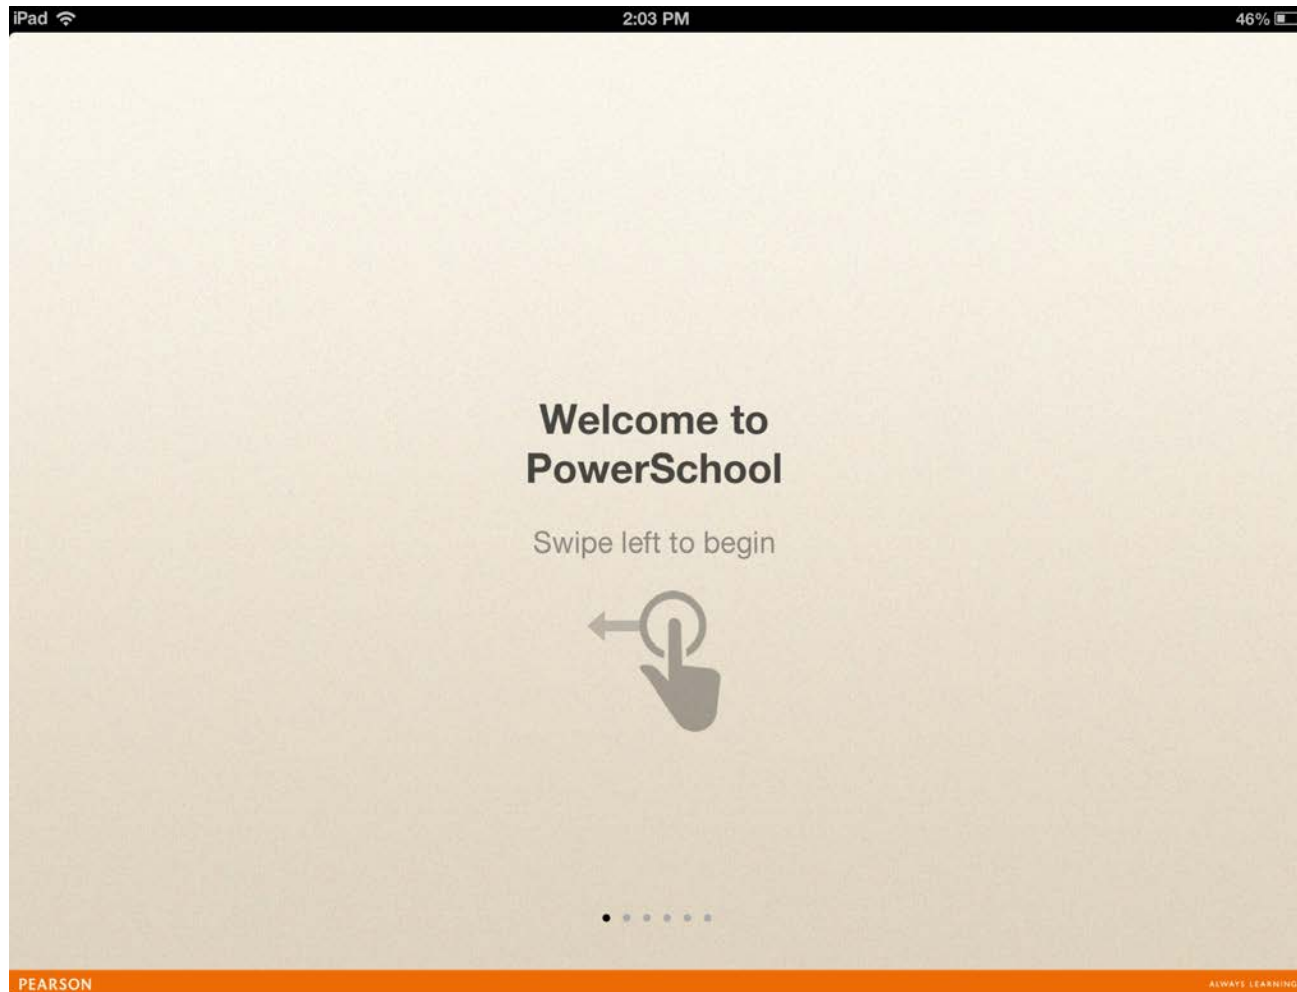 iPad 2:03 PM 46%
Welcome to
PowerSchool
Swipe left to begin
PEARSON ALWAYS LEARNING